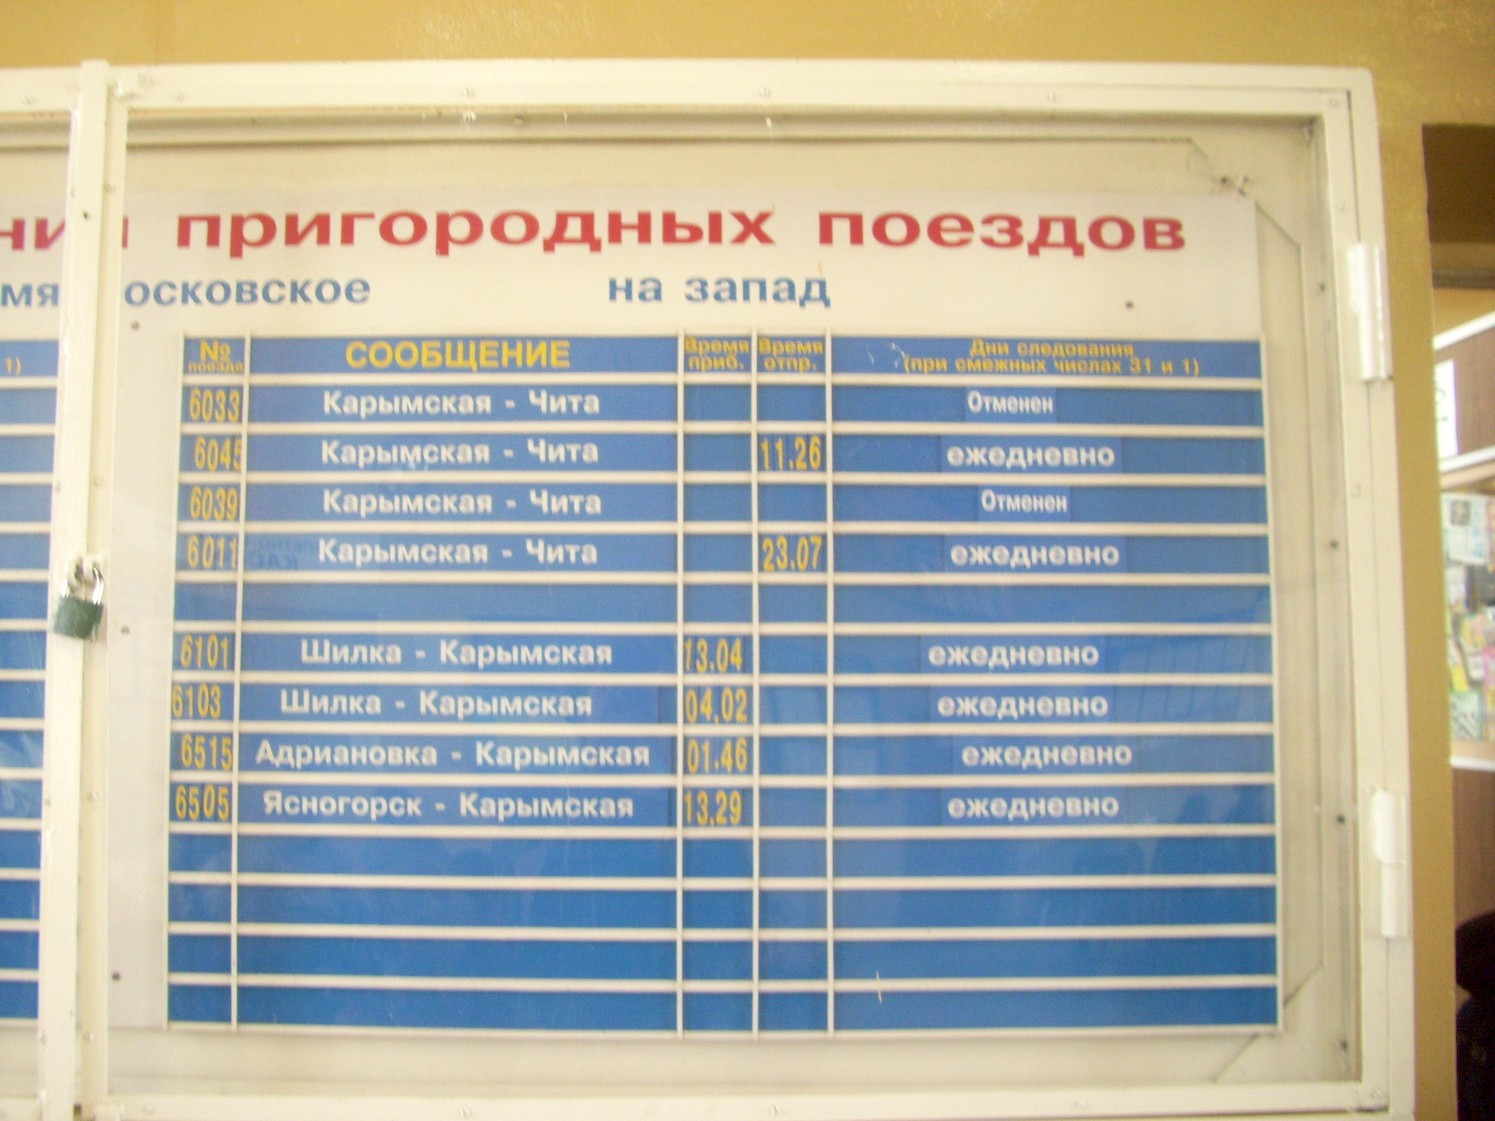 пригородных поездов
московское на запад
1)
№ поезда СООБЩЕНИЕ Время приб. Время отпр. Дни следования (при смежных числах 31 и 1)
6033 Карымская - Чита Отменен
6045 Карымская - Чита 11.26 ежедневно
6039 Карымская - Чита Отменен
6011 Карымская - Чита 23.07 ежедневно
6101 Шилка - Карымская 13.04 ежедневно
6103 Шилка - Карымская 04.02 ежедневно
6515 Адриановка - Карымская 01.46 ежедневно
6505 Ясногорск - Карымская 13.29 ежедневно